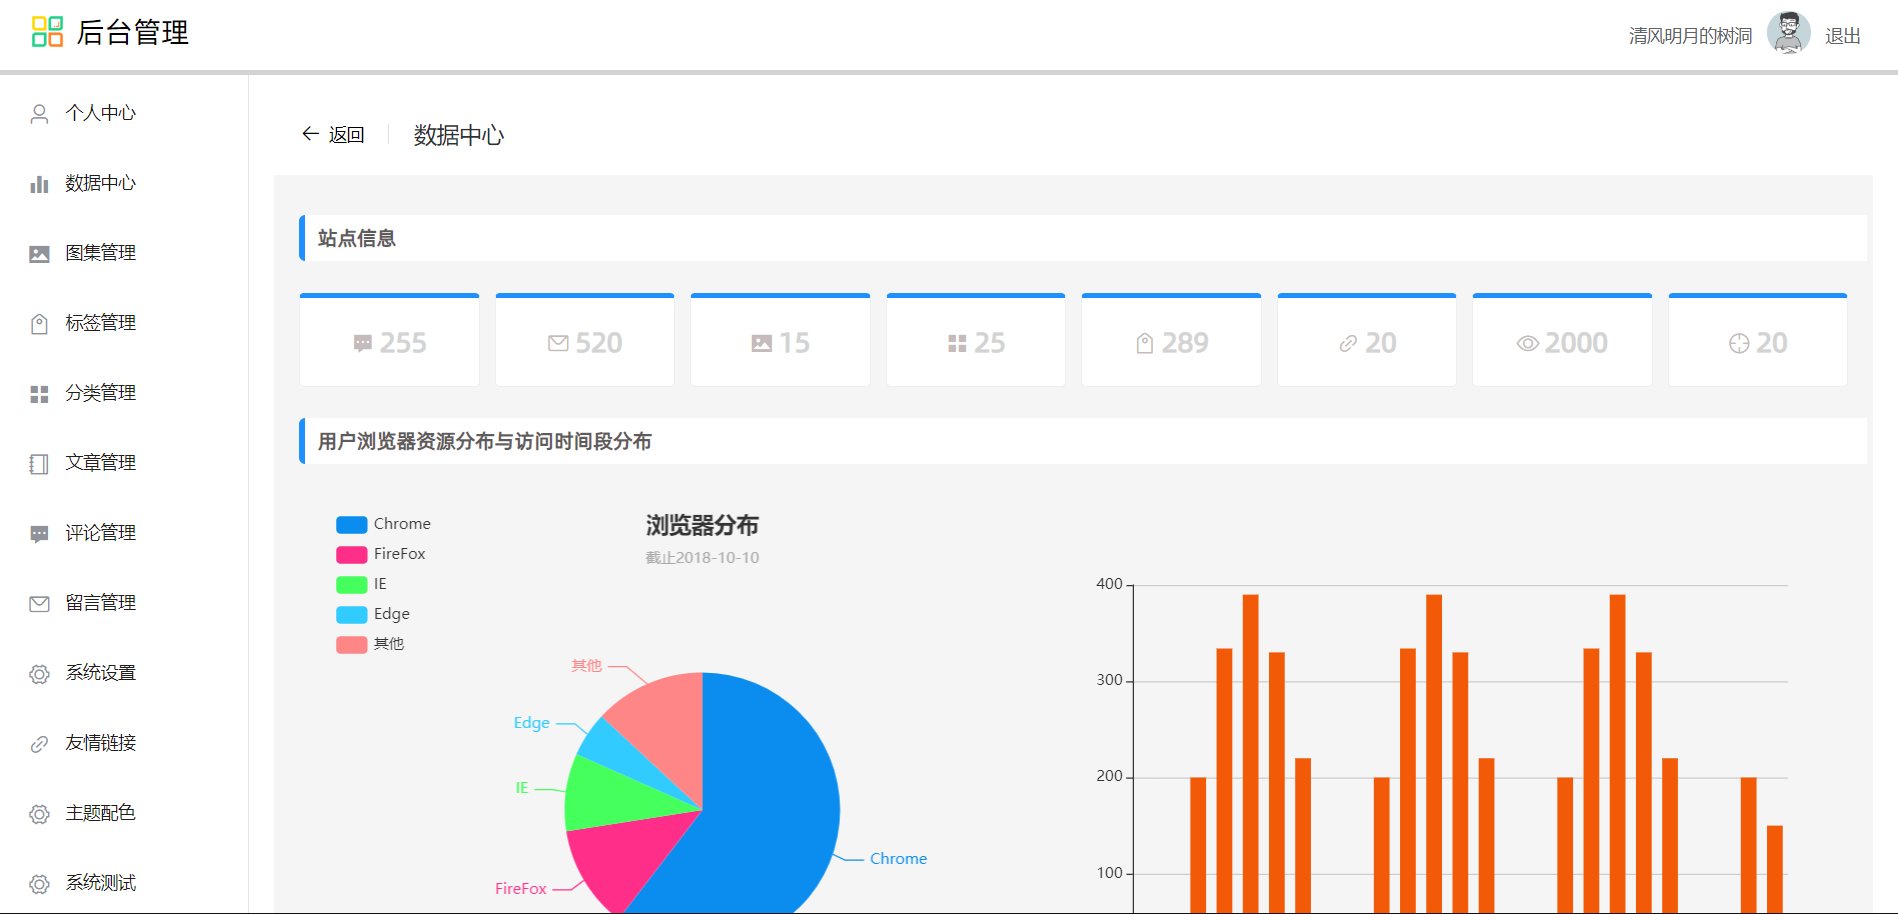 后台管理
清风明月的树洞
退出
个人中心
数据中心
图集管理
标签管理
分类管理
文章管理
评论管理
留言管理
系统设置
友情链接
主题配色
系统测试
返回
数据中心
站点信息
255
520
15
25
289
20
2000
20
用户浏览器资源分布与访问时间段分布
Chrome
FireFox
IE
Edge
其他
浏览器分布
截止2018-10-10
其他
Edge
IE
FireFox
Chrome
400
300
200
100